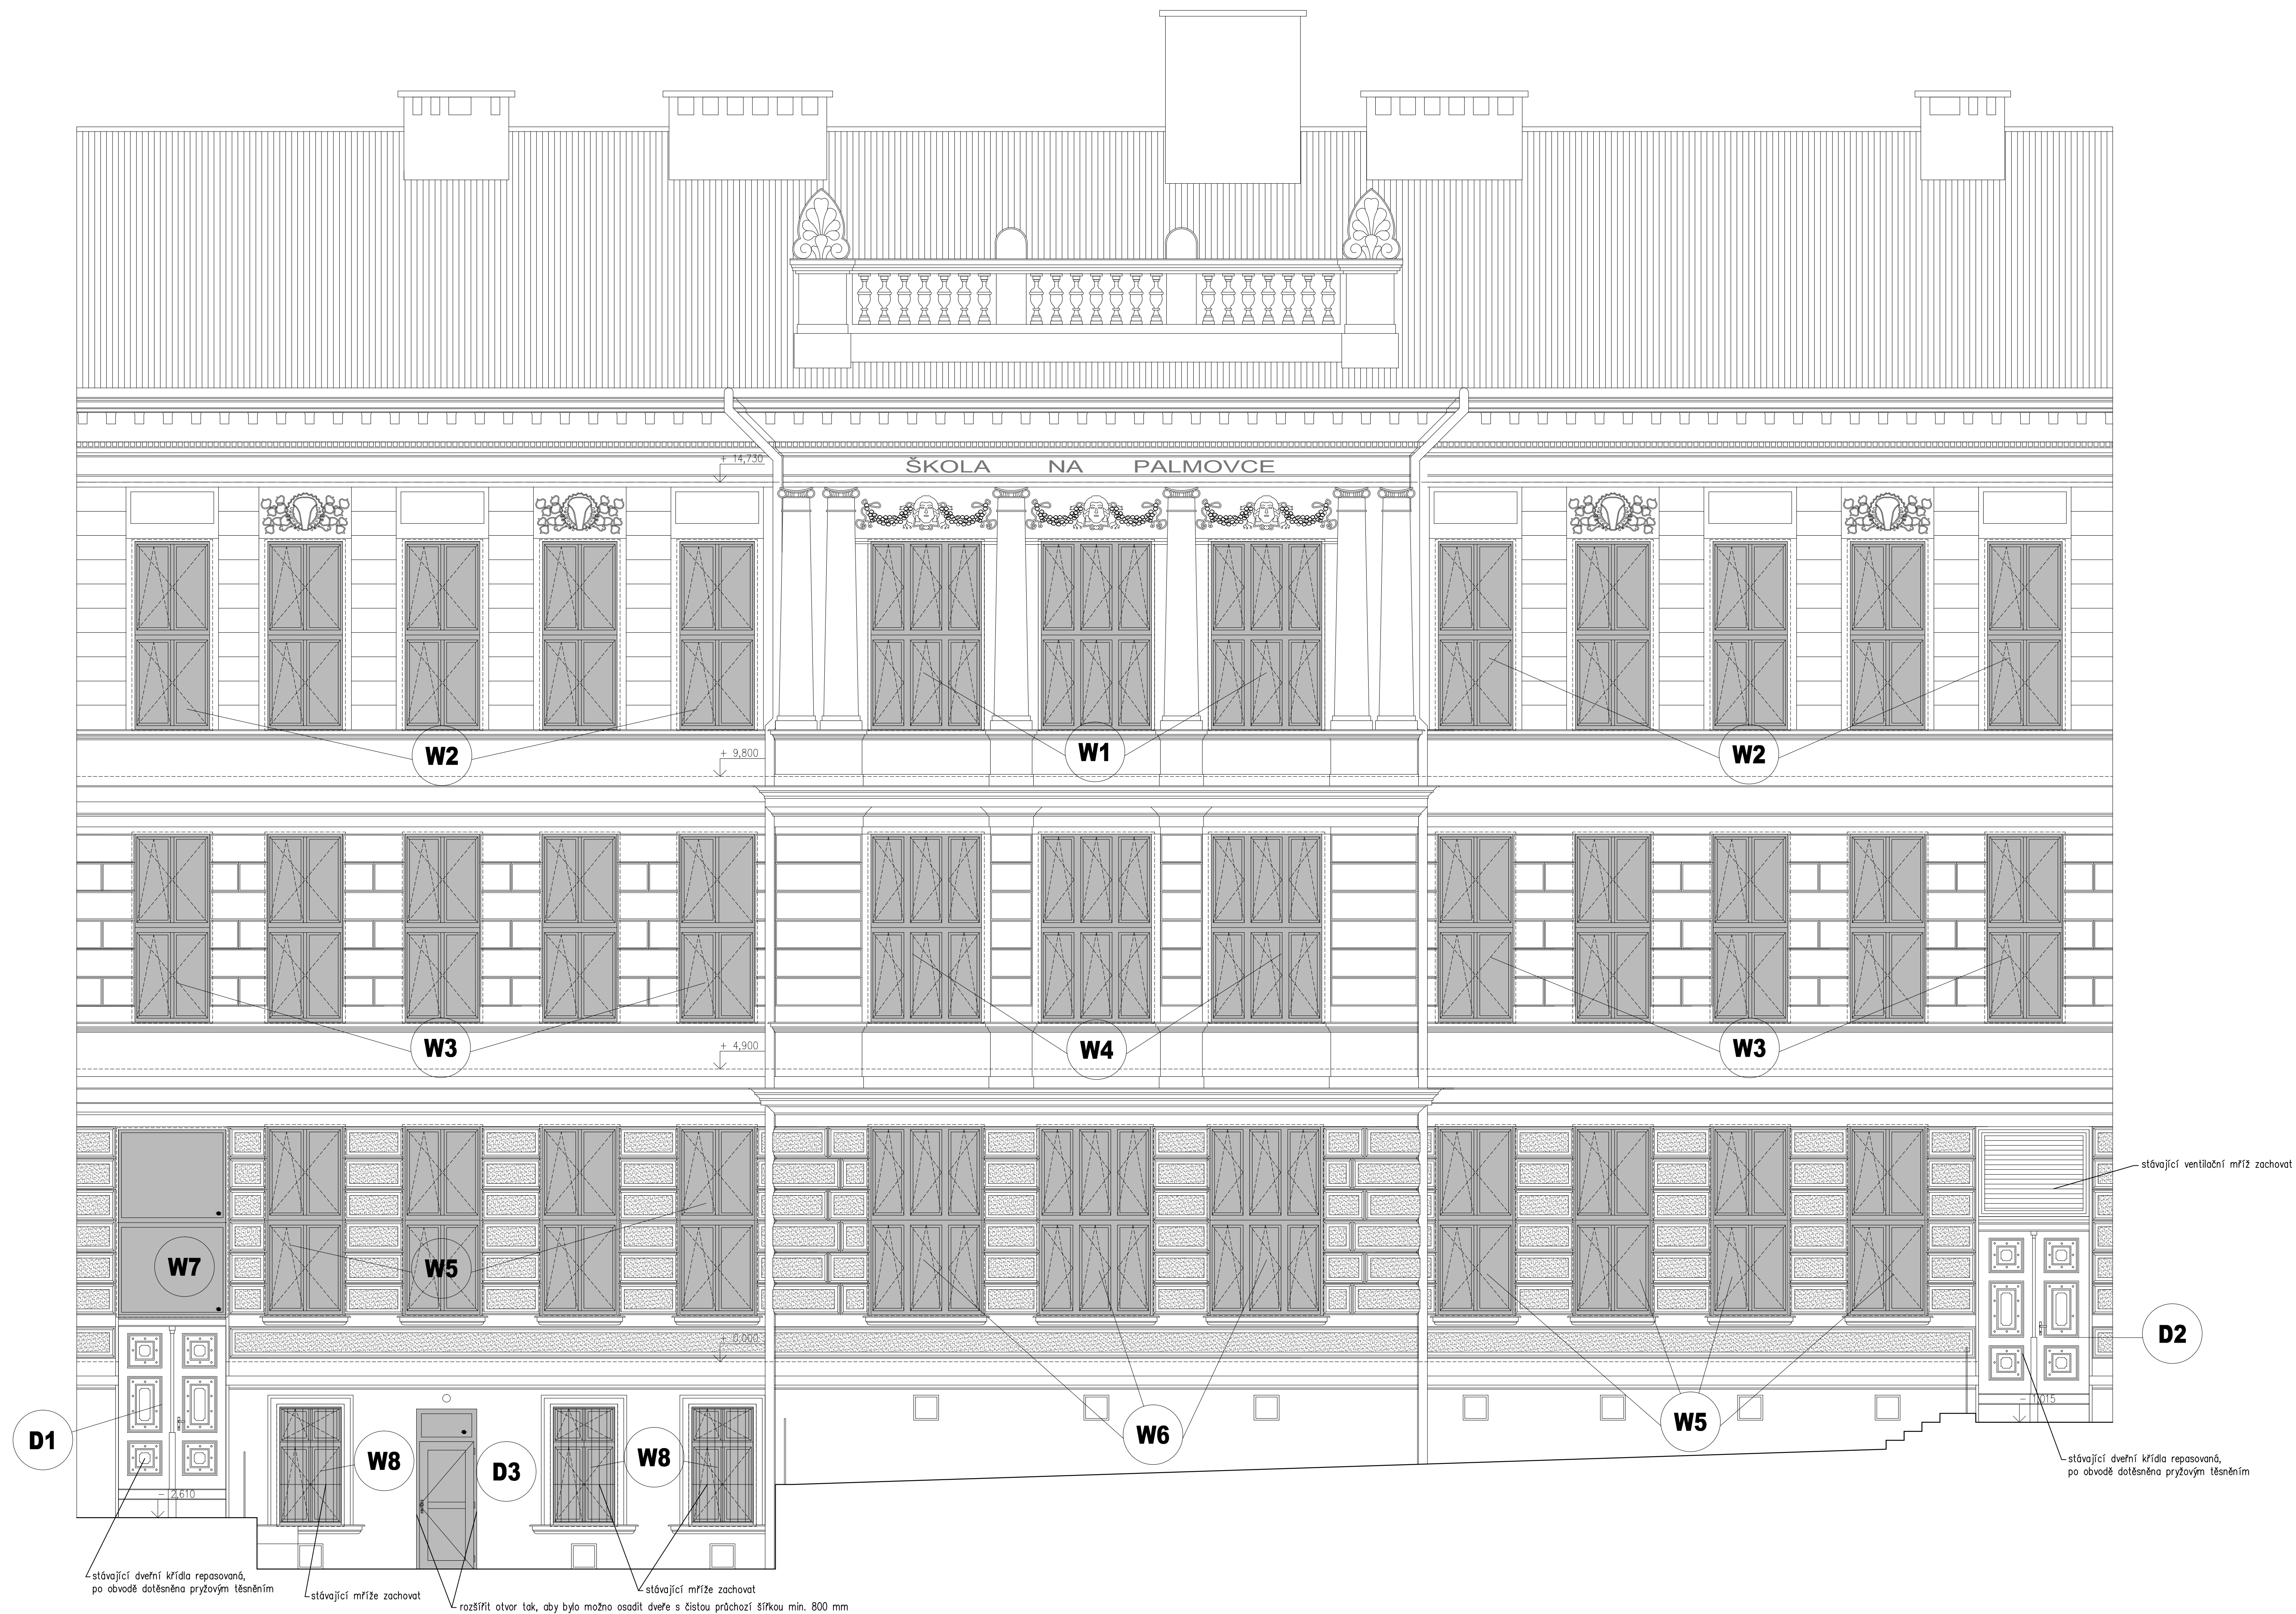 + 14,730
ŠKOLA NA PALMOVCE
W2
W1
W2
+ 9,800
W3
W4
W3
+ 4,900
stávající ventilační mříž zachovat
W7
W5
+ 0,000
D2
- 1,015
D1
W8
D3
W8
W6
W5
- 2,610
stávající dveřní křídla repasovaná,
po obvodě dotěsněna pryžovým těsněním
stávající dveřní křídla repasovaná,
po obvodě dotěsněna pryžovým těsněním
stávající mříže zachovat
stávající mříže zachovat
rozšířit otvor tak, aby bylo možno osadit dveře s čistou průchozí šířkou min. 800 mm